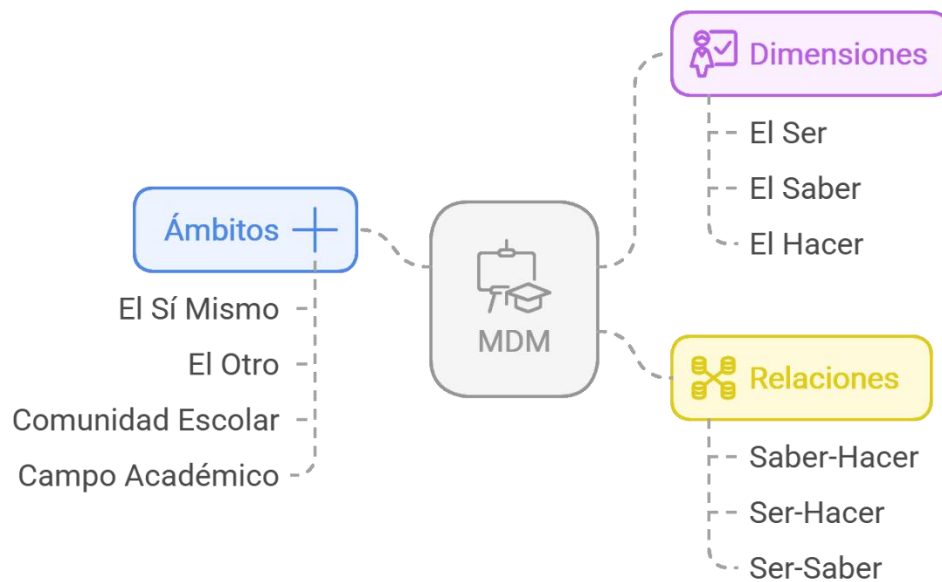 Dimensiones
El Ser
El Saber
El Hacer
Ámbitos
El Sí Mismo
El Otro
Comunidad Escolar
Campo Académico
MDM
Relaciones
Saber-Hacer
Ser-Hacer
Ser-Saber